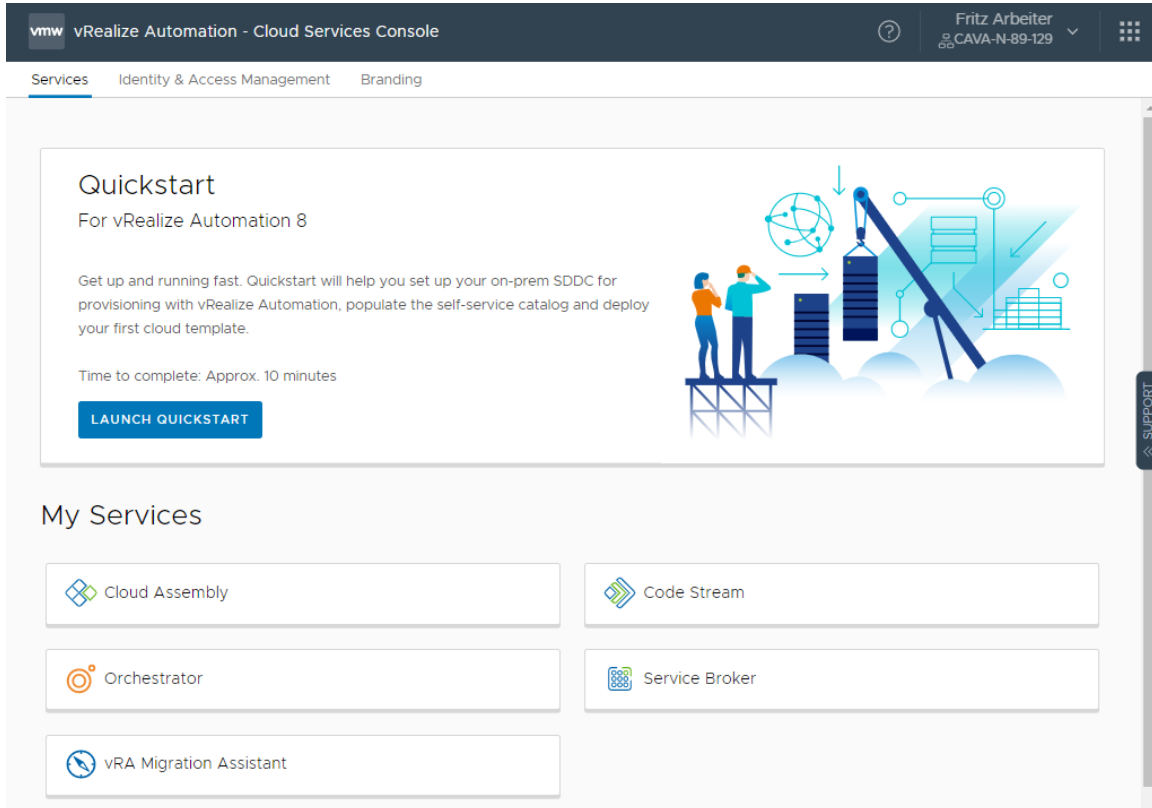 vmw vRealize Automation - Cloud Services Console
Fritz Arbeiter
CAVA-N-89-129
Services Identity & Access Management Branding
Quickstart
For vRealize Automation 8
Get up and running fast. Quickstart will help you set up your on-prem SDDC for
provisioning with vRealize Automation, populate the self-service catalog and deploy
your first cloud template.
Time to complete: Approx. 10 minutes
LAUNCH QUICKSTART
SUPPORT
My Services
Cloud Assembly
Code Stream
Orchestrator
Service Broker
vRA Migration Assistant